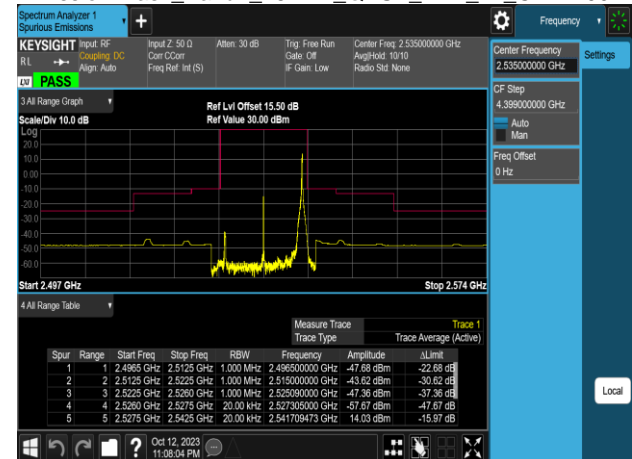 Spectrum Analyzer 1
Spurious Emissions
Frequency
KEYSIGHT
Input: RF
Coupling: DC
Align: Auto
Input Z: 50 Ω
Corr CCorr
Freq Ref: Int (S)
Atten: 30 dB
Trig: Free Run
Gate: Off
IF Gain: Low
Center Freq: 2.535000000 GHz
Avg|Hold: 10/10
Radio Std: None
RL
LXI
PASS
Center Frequency
2.535000000 GHz
Settings
CF Step
4.399000000 GHz
Auto
Man
Freq Offset
0 Hz
3 All Range Graph
Scale/Div 10.0 dB
Ref Lvl Offset 15.50 dB
Ref Value 30.00 dBm
Log
20.0
10.0
0.00
-10.0
-20.0
-30.0
-40.0
-50.0
-60.0
Start 2.497 GHz
Stop 2.574 GHz
4 All Range Table
Measure Trace Trace 1
Trace Type Trace Average (Active)
Spur Range Start Freq Stop Freq RBW Frequency Amplitude ΔLimit
1 1 2.4965 GHz 2.5125 GHz 1.000 MHz 2.496500000 GHz -47.68 dBm -22.68 dB
2 2 2.5125 GHz 2.5225 GHz 1.000 MHz 2.515000000 GHz -43.62 dBm -30.62 dB
3 3 2.5225 GHz 2.5260 GHz 1.000 MHz 2.525090000 GHz -47.36 dBm -37.36 dB
4 4 2.5260 GHz 2.5275 GHz 20.00 kHz 2.527305000 GHz -57.67 dBm -47.67 dB
5 5 2.5275 GHz 2.5425 GHz 20.00 kHz 2.541709473 GHz 14.03 dBm -15.97 dB
Local
Oct 12, 2023
11:08:04 PM